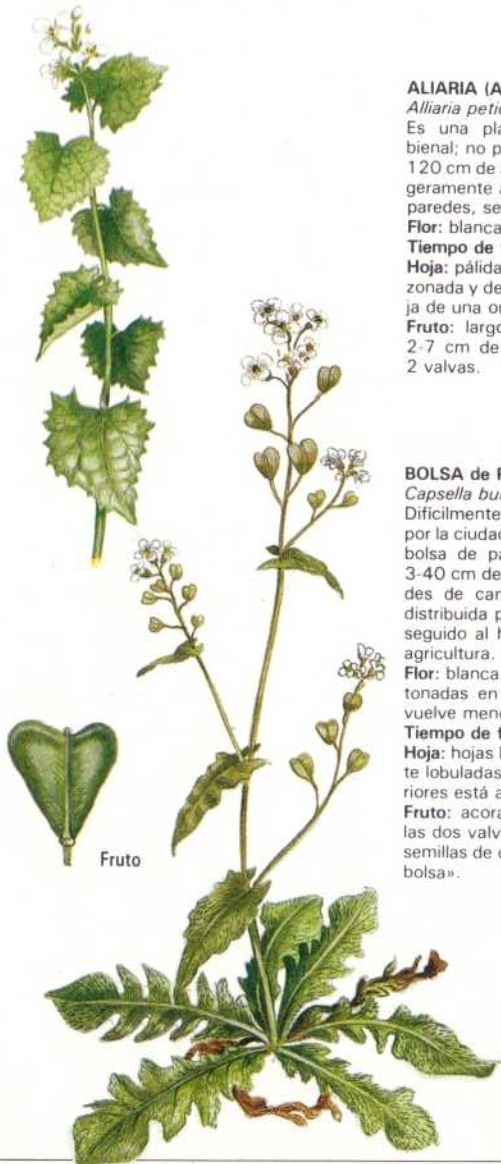 ALIARIA (A
Alliaria petic
Es una pla
bienal; no p
120 cm de
geramente a
paredes, se
Flor: blanca
Tiempo de
Hoja: pálida
zonada y de
ja de una or
Fruto: largo
2-7 cm de
2 valvas.
BOLSA de P
Capsella bu
Difícilmente
por la ciudad
bolsa de pa
3-40 cm de
des de car
distribuida p
seguido al h
agricultura.
Flor: blanca
tonadas en
vuelve meno
Tiempo de f
Hoja: hojas l
te lobuladas
riores está a
Fruto: acora
las dos valv
semillas de c
bolsa».
Fruto